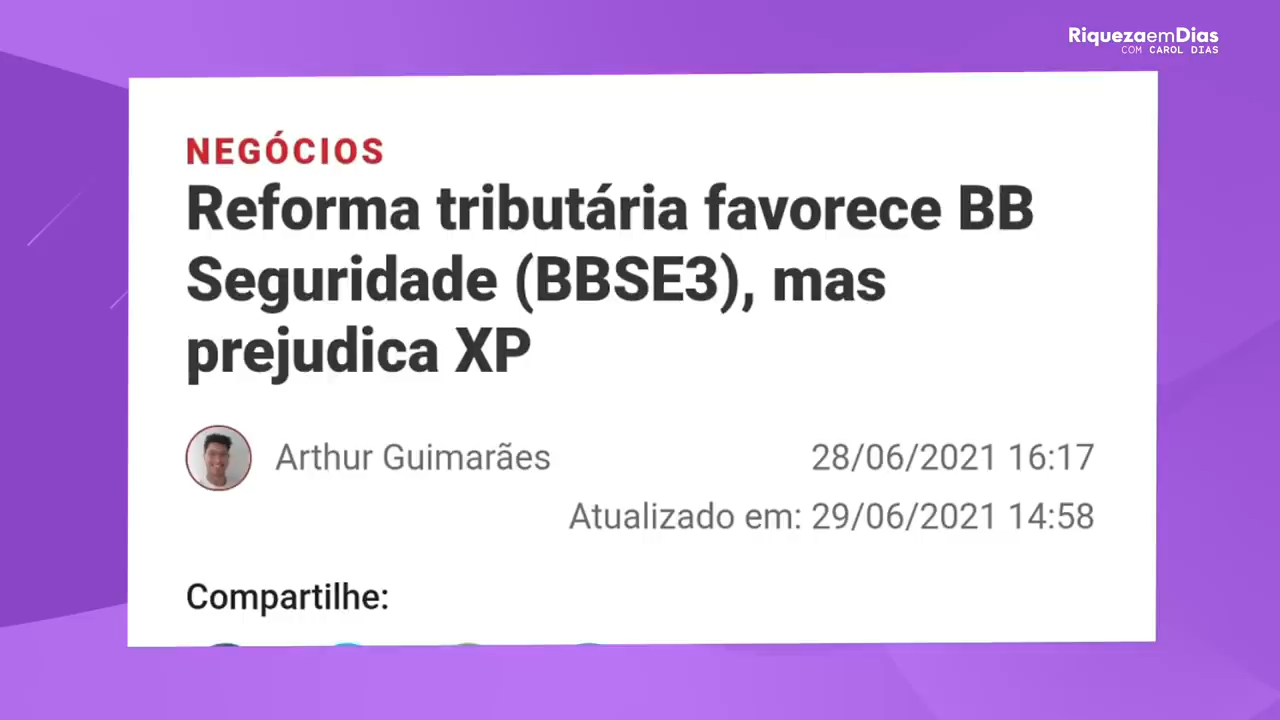 RiquezaemDias
COM CAROL DIAS
NEGÓCIOS
Reforma tributária favorece BB
Seguridade (BBSE3), mas
prejudica XP
Arthur Guimarães
28/06/2021 16:17
Atualizado em: 29/06/2021 14:58
Compartilhe: